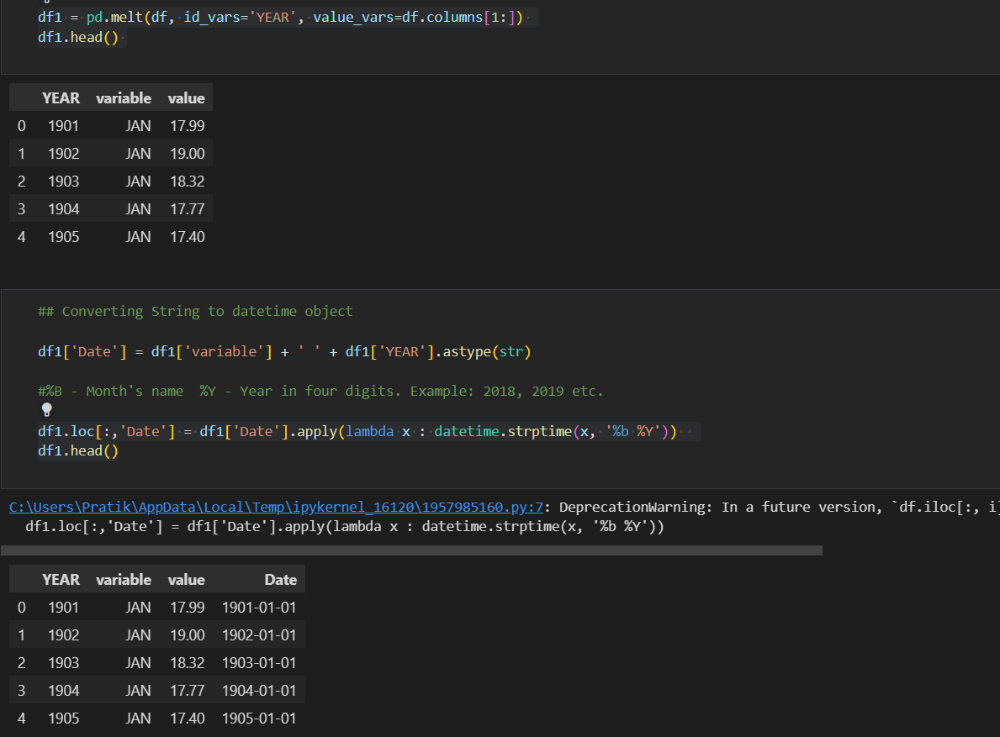 df1 = pd.melt(df, id_vars='YEAR', value_vars=df.columns[1:])
df1.head()
YEAR variable value
0 1901 JAN 17.99
1 1902 JAN 19.00
2 1903 JAN 18.32
3 1904 JAN 17.77
4 1905 JAN 17.40
## Converting String to datetime object
df1['Date'] = df1['variable'] + ' ' + df1['YEAR'].astype(str)
#%B - Month's name  %Y - Year in four digits. Example: 2018, 2019 etc.
df1.loc[:,'Date'] = df1['Date'].apply(lambda x : datetime.strptime(x, '%b %Y'))
df1.head()
C:\Users\Pratik\AppData\Local\Temp\ipykernel_16120\1957985160.py:7: DeprecationWarning: In a future version, `df.iloc[:, i]
df1.loc[:,'Date'] = df1['Date'].apply(lambda x : datetime.strptime(x, '%b %Y'))
YEAR variable value Date
0 1901 JAN 17.99 1901-01-01
1 1902 JAN 19.00 1902-01-01
2 1903 JAN 18.32 1903-01-01
3 1904 JAN 17.77 1904-01-01
4 1905 JAN 17.40 1905-01-01